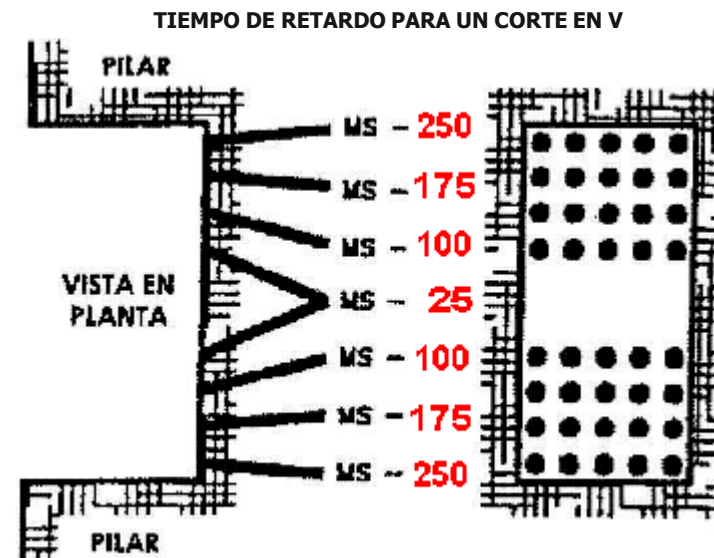 TIEMPO DE RETARDO PARA UN CORTE EN V
PILAR
MS - 250
MS - 175
MS - 100
VISTA EN
PLANTA
MS - 25
MS - 100
MS - 175
MS - 250
PILAR